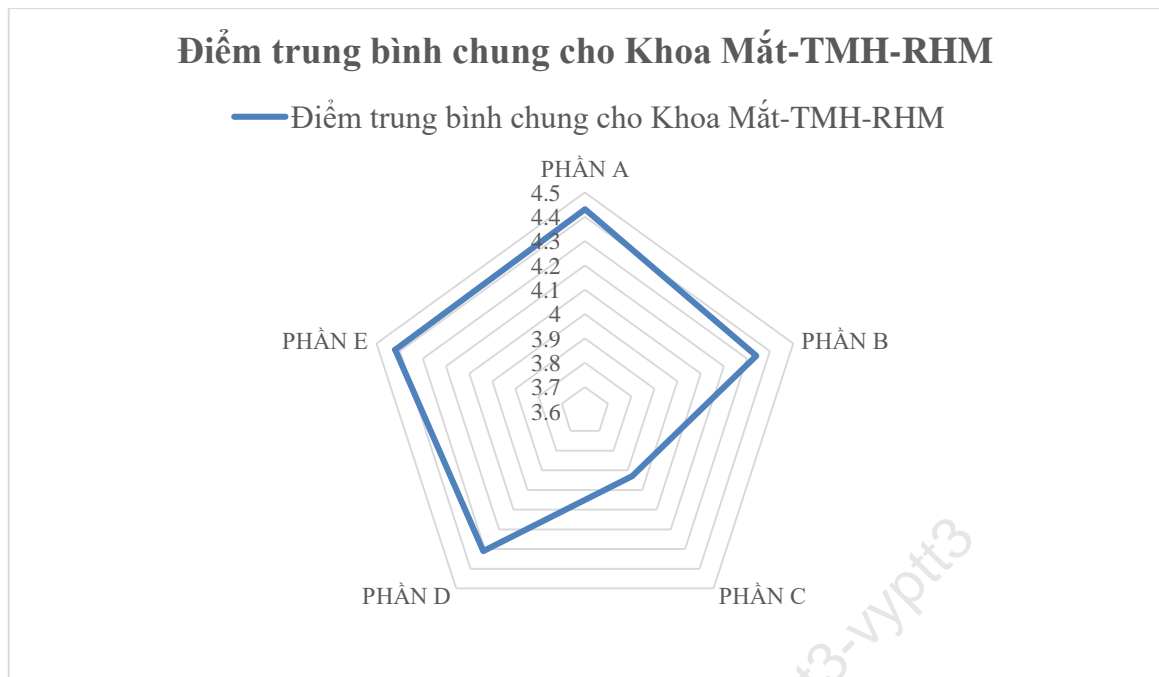 Điểm trung bình chung cho Khoa Mắt-TMH-RHM
Điểm trung bình chung cho Khoa Mắt-TMH-RHM
PHẦN A
4.5
4.4
4.3
4.2
4.1
4
3.9
3.8
3.7
3.6
PHẦN E
PHẦN B
PHẦN D
PHẦN C
t3-vyptt3